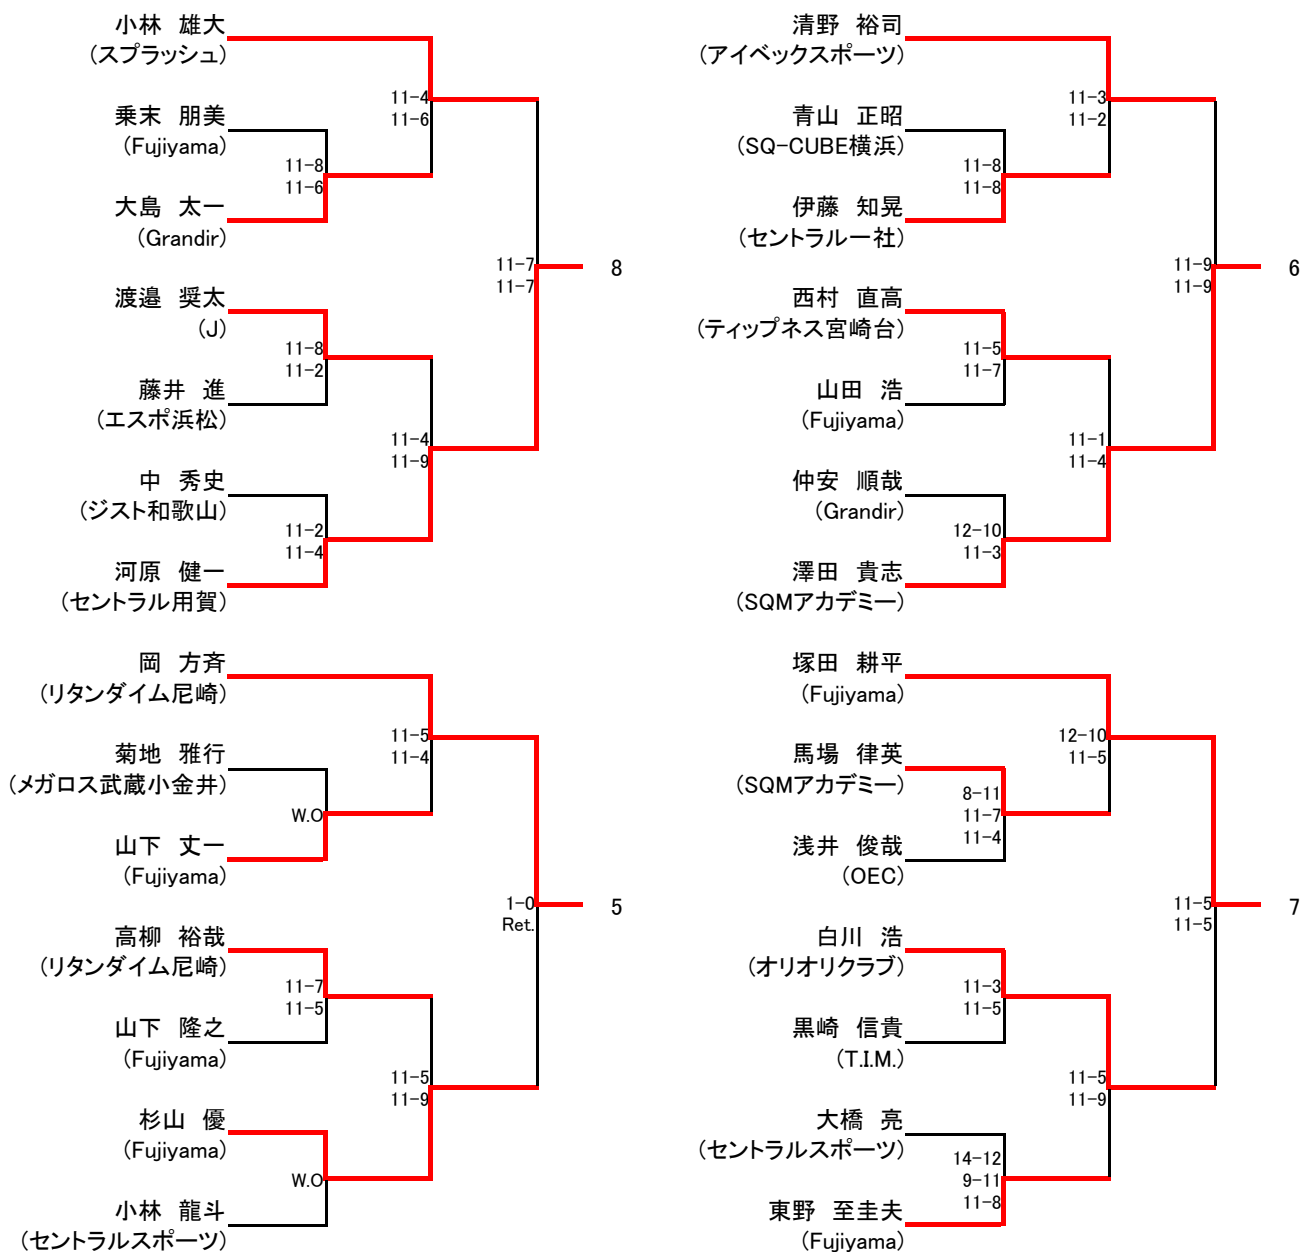 小林 雄大
(スプラッシュ)
11-4
11-6
乗末 朋美
(Fujiyama)
11-8
11-6
大島 太一
(Grandir)
11-7
11-7
8
渡邉 奨太
(J)
11-8
11-2
藤井 進
(エスポ浜松)
11-4
11-9
中 秀史
(ジスト和歌山)
11-2
11-4
河原 健一
(セントラル用賀)
岡 方斉
(リタンダイム尼崎)
11-5
11-4
菊地 雅行
(メガロス武蔵小金井)
W.O
山下 丈一
(Fujiyama)
1-0
Ret.
5
高柳 裕哉
(リタンダイム尼崎)
11-7
11-5
山下 隆之
(Fujiyama)
11-5
11-9
杉山 優
(Fujiyama)
W.O
小林 龍斗
(セントラルスポーツ)
清野 裕司
(アイベックスポーツ)
11-3
11-2
青山 正昭
(SQ-CUBE横浜)
11-8
11-8
伊藤 知晃
(セントラル一社)
11-9
11-9
6
西村 直高
(ティップネス宮崎台)
11-5
11-7
山田 浩
(Fujiyama)
11-1
11-4
仲安 順哉
(Grandir)
12-10
11-3
澤田 貴志
(SQMアカデミー)
塚田 耕平
(Fujiyama)
12-10
11-5
馬場 律英
(SQMアカデミー)
8-11
11-7
11-4
浅井 俊哉
(OEC)
11-5
11-5
7
白川 浩
(オリオリクラブ)
11-3
11-5
黒崎 信貴
(T.I.M.)
11-5
11-9
大橋 亮
(セントラルスポーツ)
14-12
9-11
11-8
東野 至圭夫
(Fujiyama)